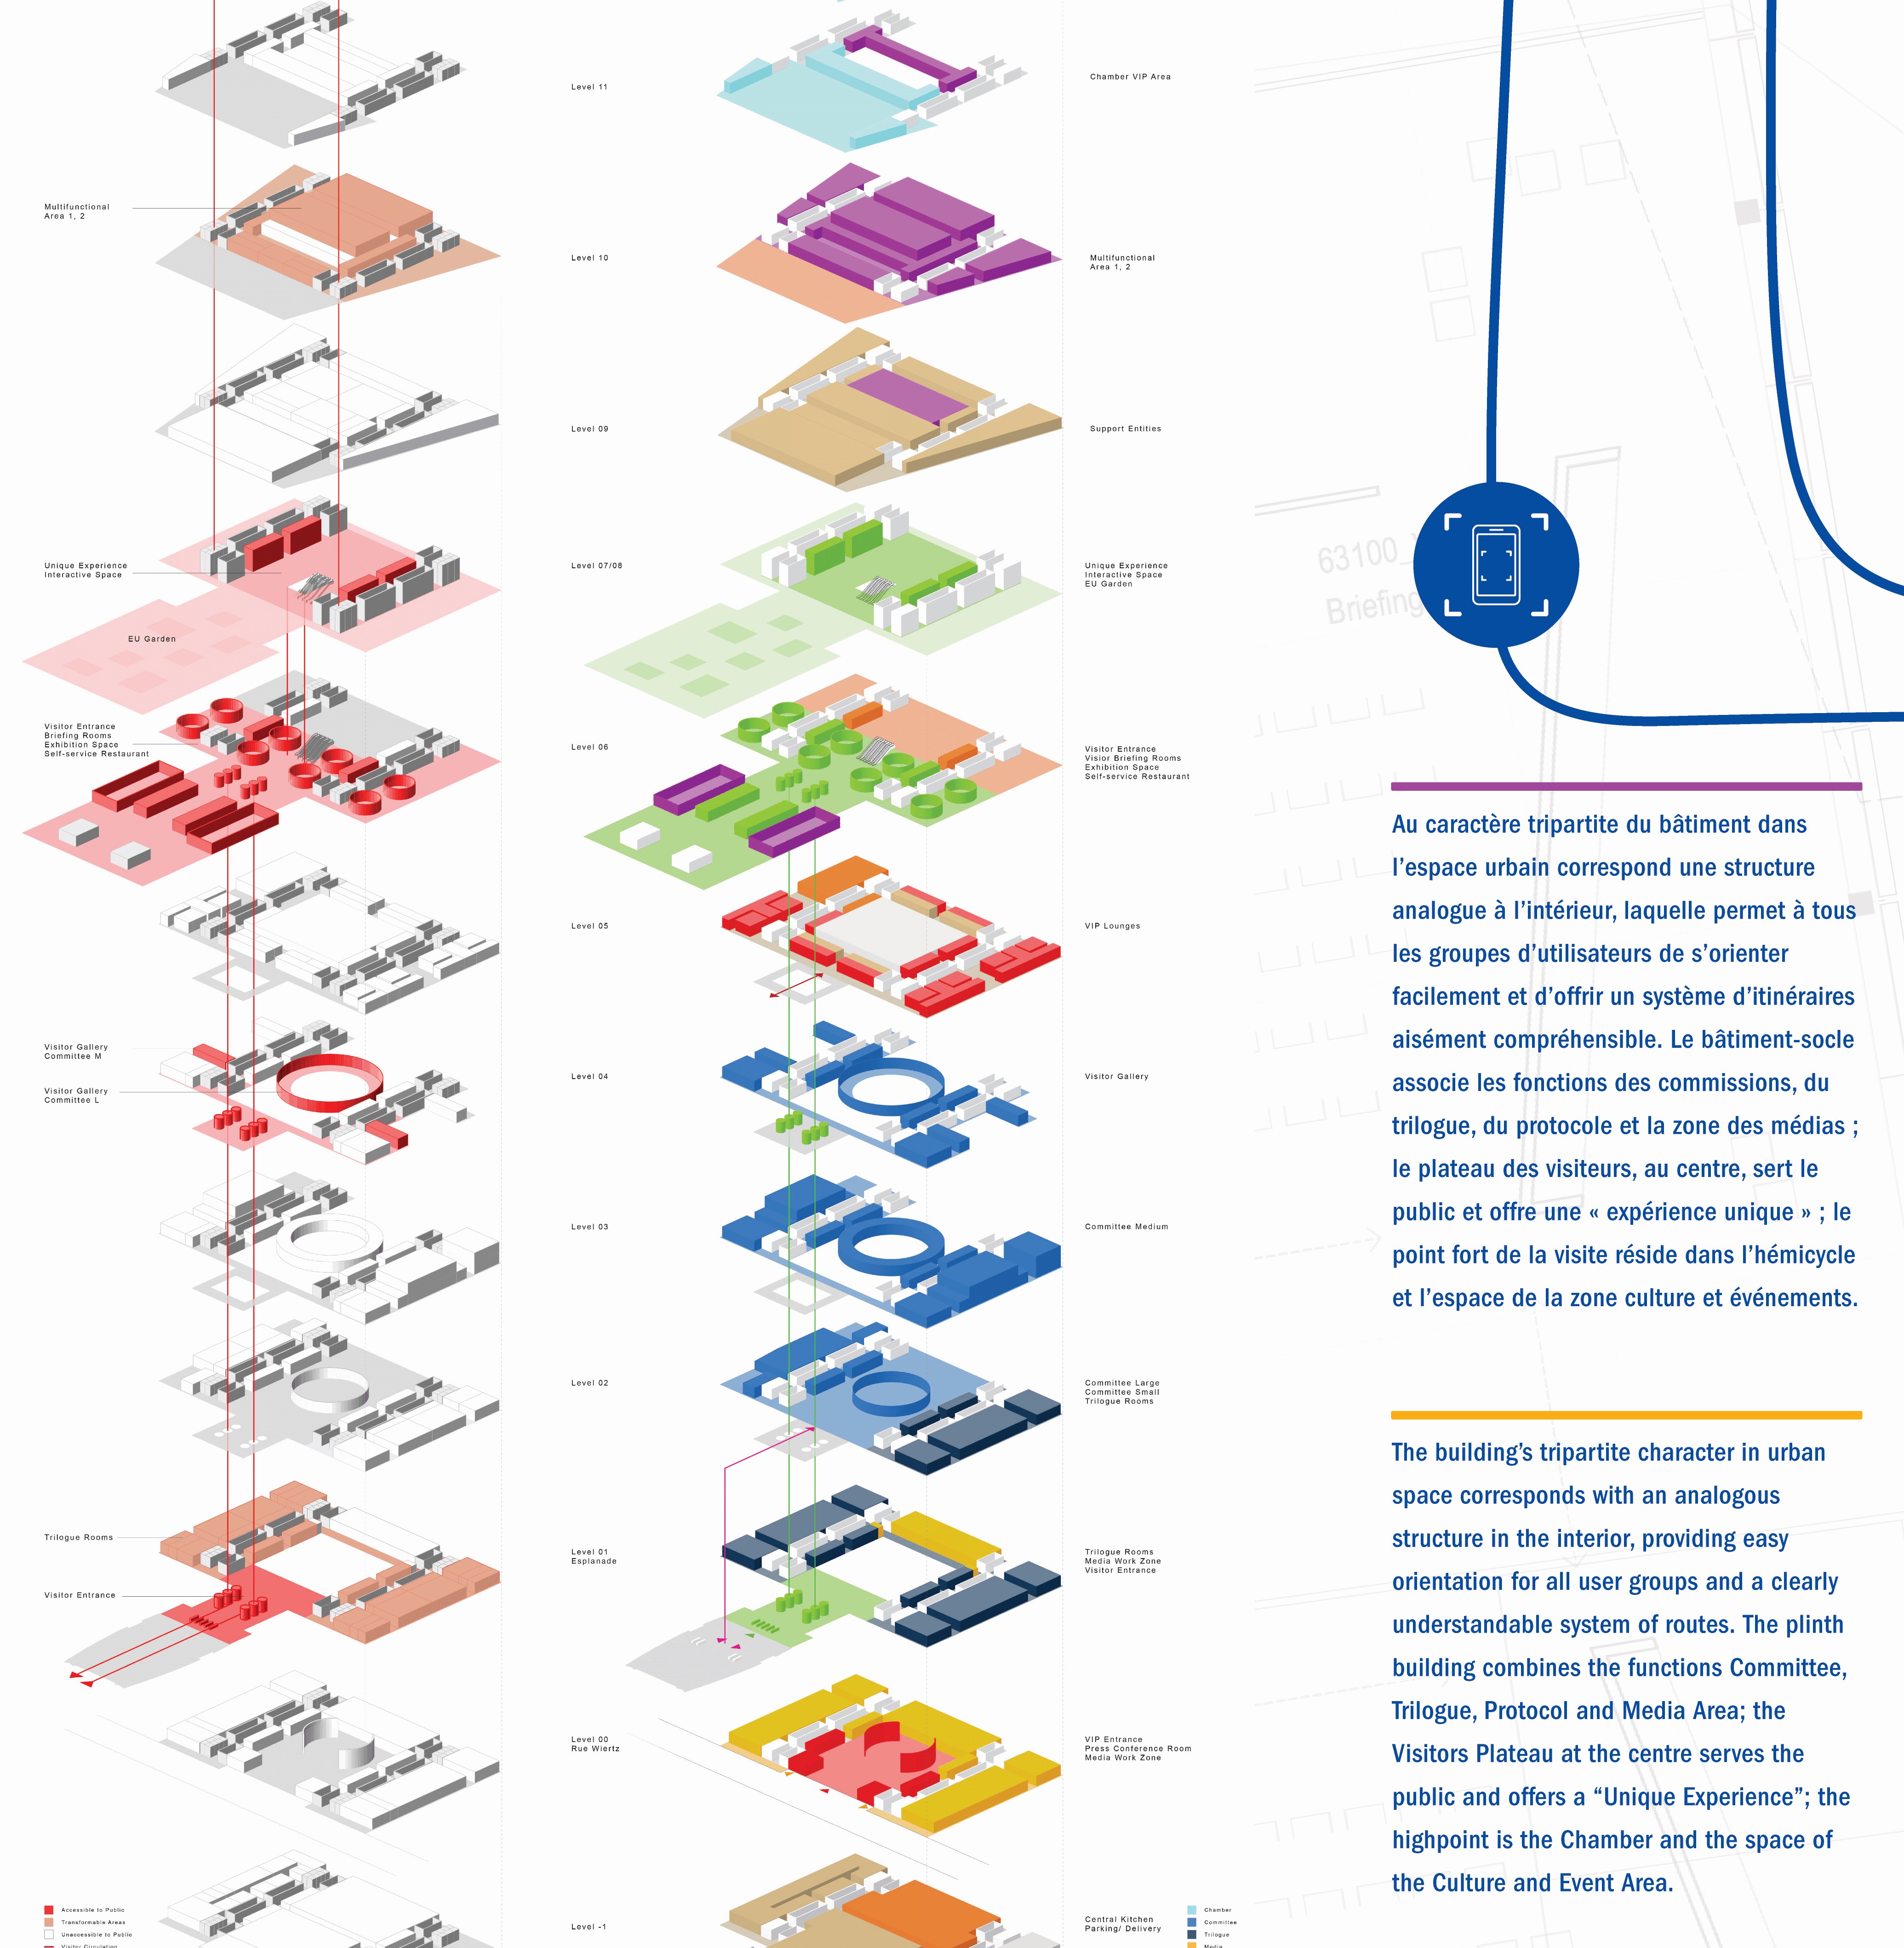 Level 11
Chamber VIP Area
Multifunctional
Area 1, 2
Level 10
Multifunctional
Area 1, 2
Level 09
Support Entities
Unique Experience
Interactive Space
Level 07/08
Unique Experience
Interactive Space
EU Garden
EU Garden
Visitor Entrance
Briefing Rooms
Exhibition Space
Self-service Restaurant
Level 06
Visitor Entrance
Visior Briefing Rooms
Exhibition Space
Self-service Restaurant
Level 05
VIP Lounges
Visitor Gallery
Committee M
Visitor Gallery
Committee L
Level 04
Visitor Gallery
Level 03
Committee Medium
Level 02
Committee Large
Committee Small
Trilogue Rooms
Trilogue Rooms
Visitor Entrance
Level 01
Esplanade
Trilogue Rooms
Media Work Zone
Visitor Entrance
Level 00
Rue Wiertz
VIP Entrance
Press Conference Room
Media Work Zone
Level -1
Central Kitchen
Parking/ Delivery
Accessible to Public
Transformable Areas
Unaccessible to Public
Visitor Circulation
Chamber
Committee
Trilogue
Media
63100_
Briefing
Au caractère tripartite du bâtiment dans
l’espace urbain correspond une structure
analogue à l’intérieur, laquelle permet à tous
les groupes d’utilisateurs de s’orienter
facilement et d’offrir un système d’itinéraires
aisément compréhensible. Le bâtiment-socle
associe les fonctions des commissions, du
trilogue, du protocole et la zone des médias ;
le plateau des visiteurs, au centre, sert le
public et offre une « expérience unique » ; le
point fort de la visite réside dans l’hémicycle
et l’espace de la zone culture et événements.
The building’s tripartite character in urban
space corresponds with an analogous
structure in the interior, providing easy
orientation for all user groups and a clearly
understandable system of routes. The plinth
building combines the functions Committee,
Trilogue, Protocol and Media Area; the
Visitors Plateau at the centre serves the
public and offers a “Unique Experience”; the
highpoint is the Chamber and the space of
the Culture and Event Area.